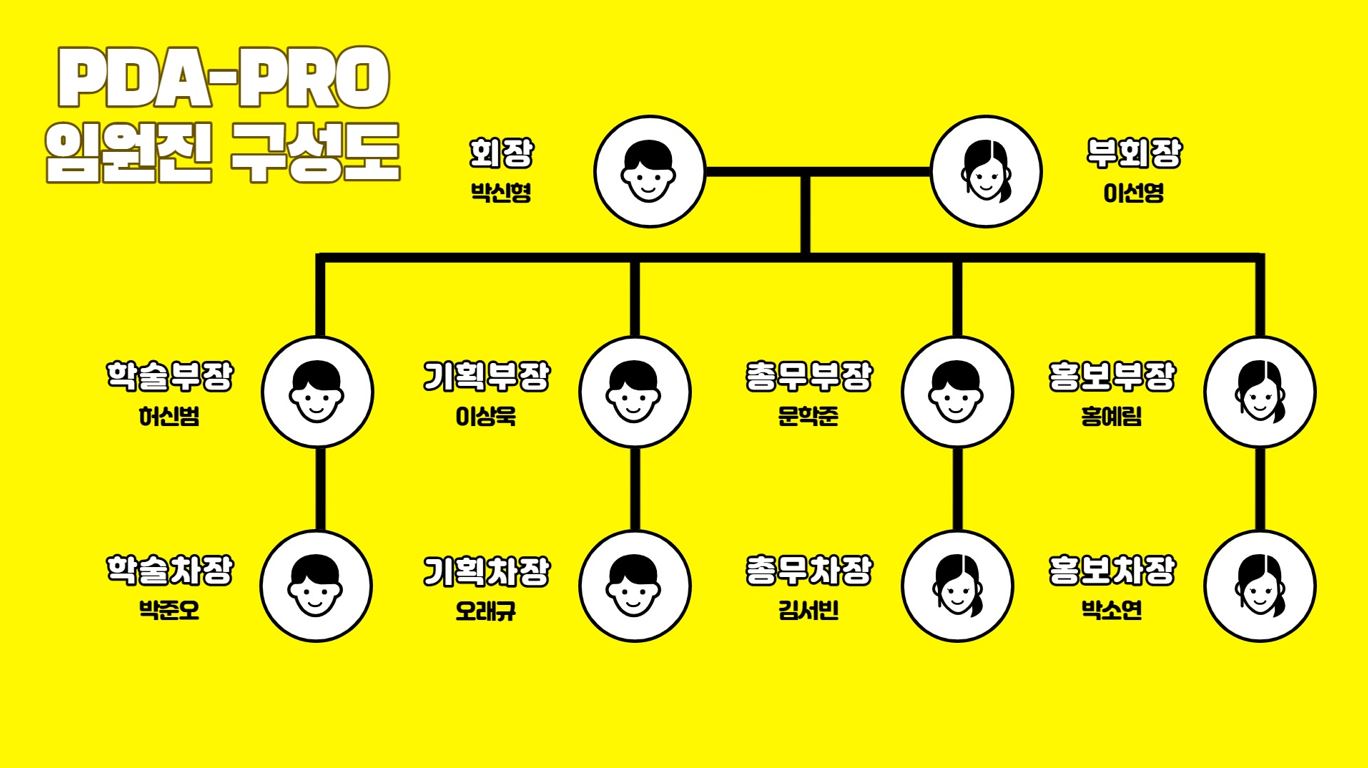 PDA-PRO
임원진 구성도
회장
박신형
부회장
이선영
학술부장
허신범
기획부장
이상욱
총무부장
문학준
홍보부장
홍예림
학술차장
박준오
기획차장
오래규
총무차장
김서빈
홍보차장
박소연